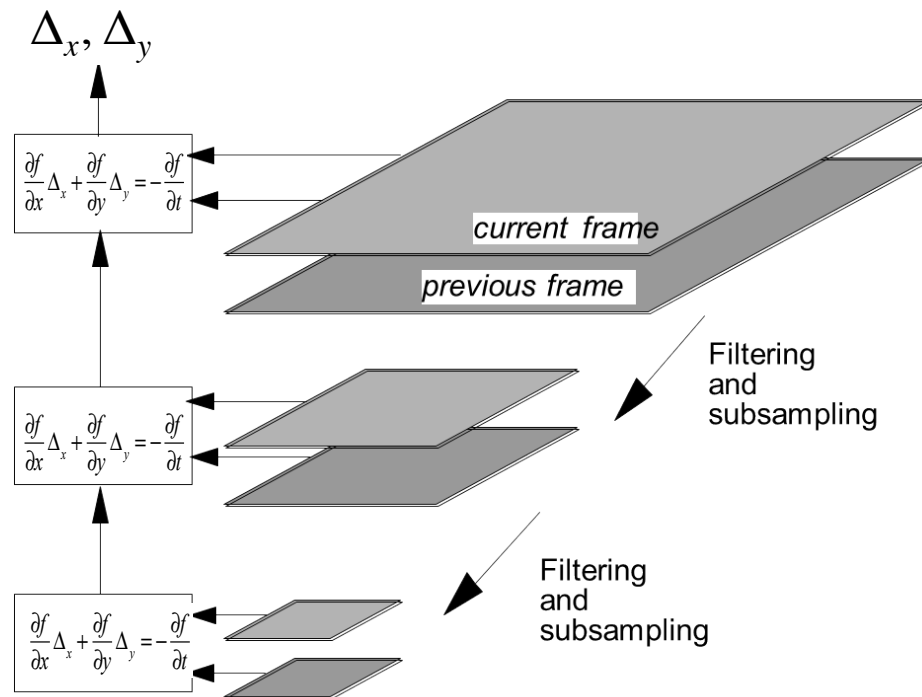 Δx, Δy
∂f/∂x Δx + ∂f/∂y Δy = -∂f/∂t
current frame
previous frame
Filtering
and
subsampling
∂f/∂x Δx + ∂f/∂y Δy = -∂f/∂t
Filtering
and
subsampling
∂f/∂x Δx + ∂f/∂y Δy = -∂f/∂t